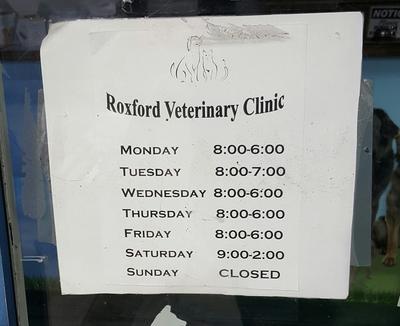 NOTIC
Roxford Veterinary Clinic
MONDAY 8:00-6:00
TUESDAY 8:00-7:00
WEDNESDAY 8:00-6:00
THURSDAY 8:00-6:00
FRIDAY 8:00-6:00
SATURDAY 9:00-2:00
SUNDAY CLOSED